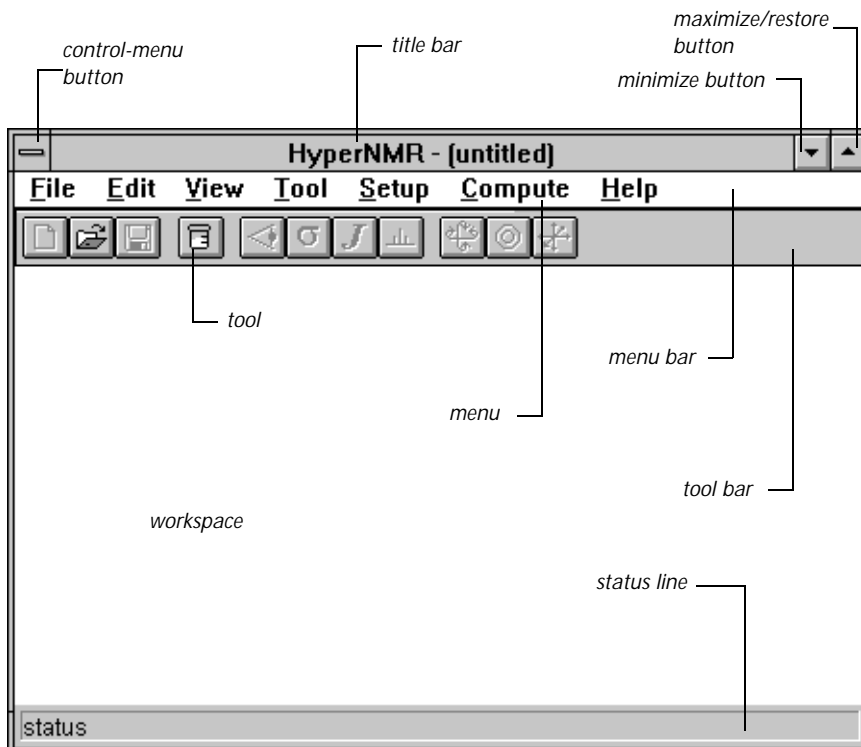 maximize/restore
button
control-menu
button
title bar
minimize button
HyperNMR - (untitled)
File Edit View Tool Setup Compute Help
σ J
tool
menu bar
menu
tool bar
workspace
status line
status